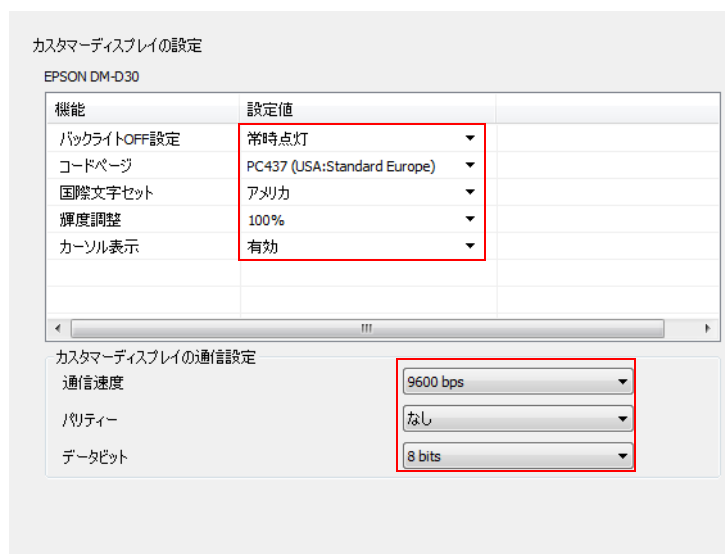 カスタマーディスプレイの設定
EPSON DM-D30
機能 設定値
バックライトOFF設定 常時点灯
コードページ PC437 (USA:Standard Europe)
国際文字セット アメリカ
輝度調整 100%
カーソル表示 有効
カスタマーディスプレイの通信設定
通信速度 9600 bps
パリティー なし
データビット 8 bits